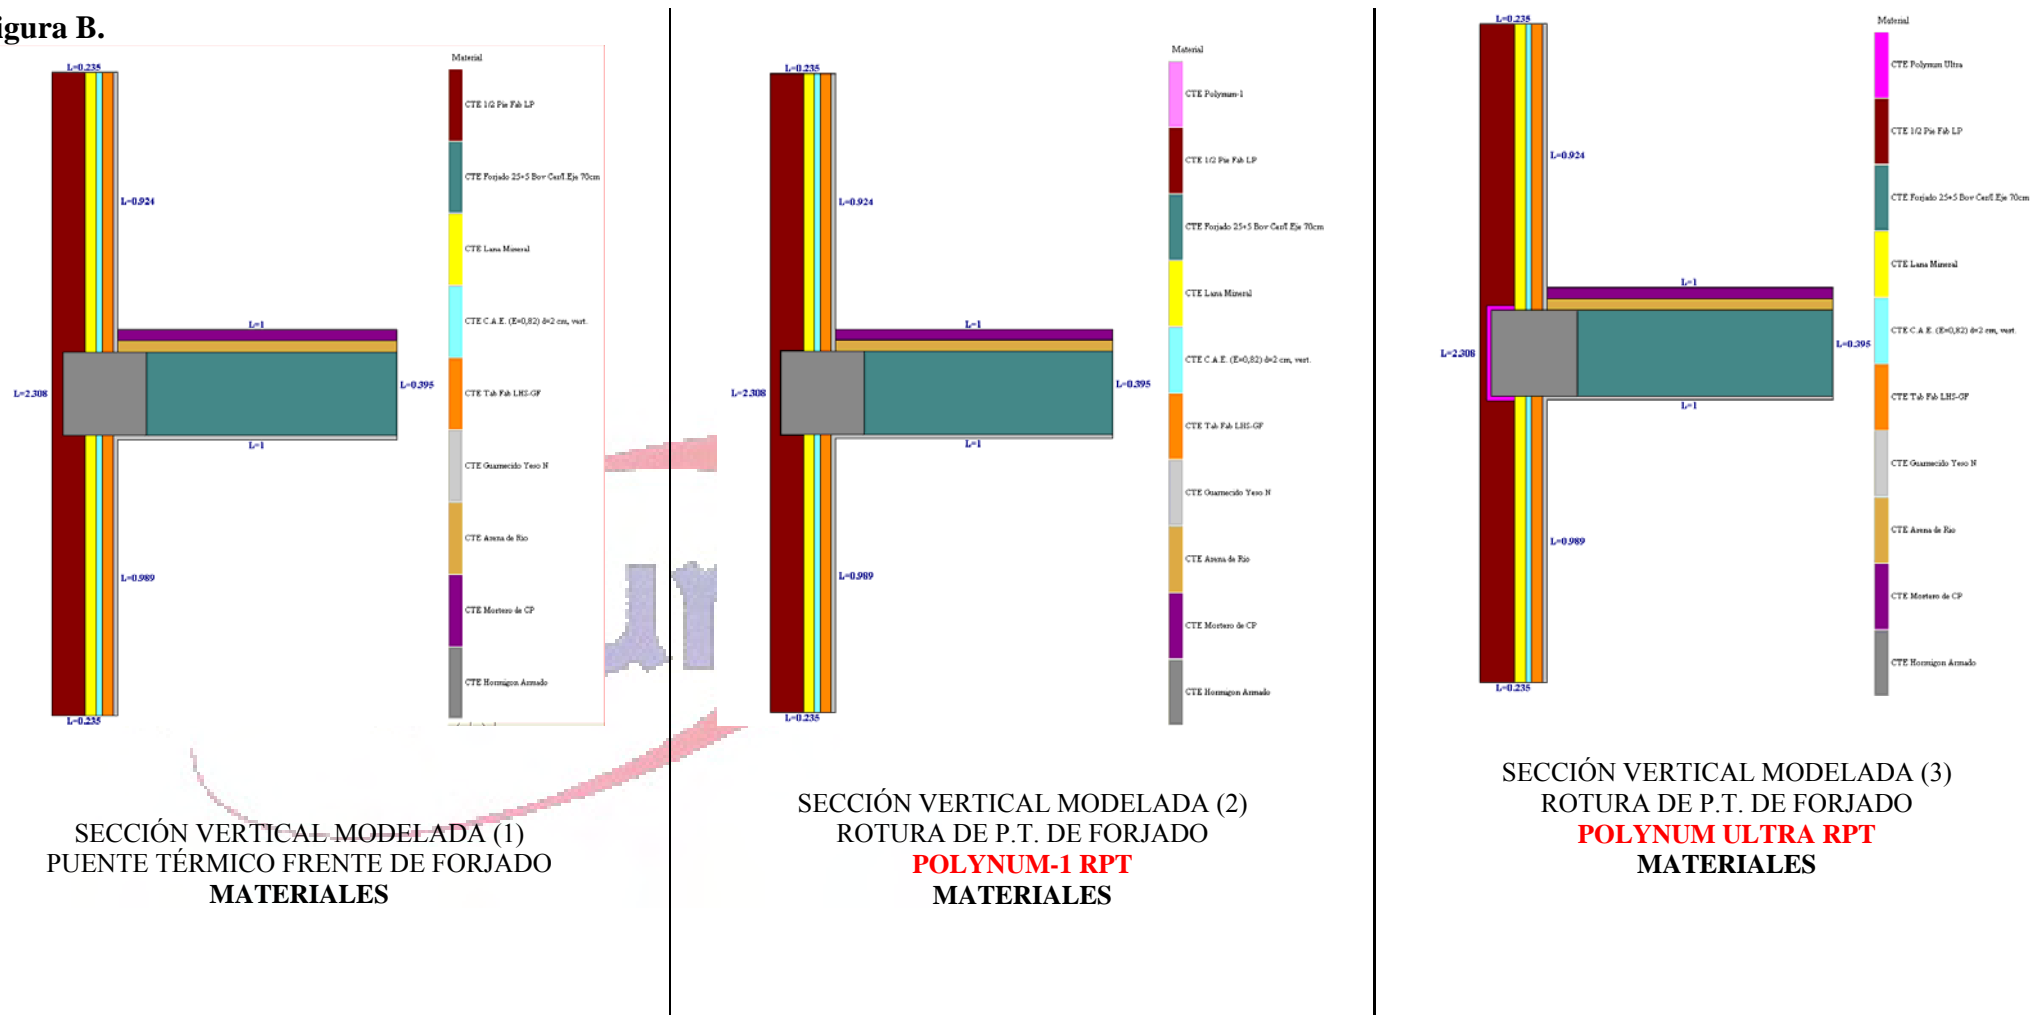 igura B.
Material
L=0.235
CTE 1/2 Pie Fab LP
CTE Forjado 25+5 Bov Cer/I.Eje 70cm
L=0.924
CTE Lana Mineral
CTE C.A.E. (E=0,82) d=2 cm, vert.
L=1
L=2.308
L=0.395
CTE Tab Fab LHS-GF
L=1
CTE Guarnecido Yeso N
CTE Arena de Rio
L=0.989
CTE Mortero de CP
CTE Hormigon Armado
L=0.235
SECCIÓN VERTICAL MODELADA (1)
PUENTE TÉRMICO FRENTE DE FORJADO
MATERIALES
Material
L=0.235
CTE Polynum-1
CTE 1/2 Pie Fab LP
L=0.924
CTE Forjado 25+5 Bov Cer/I.Eje 70cm
CTE Lana Mineral
L=1
CTE C.A.E. (E=0,82) d=2 cm, vert.
L=2.308
L=0.395
CTE Tab Fab LHS-GF
L=1
CTE Guarnecido Yeso N
CTE Arena de Rio
L=0.989
CTE Mortero de CP
CTE Hormigon Armado
L=0.235
SECCIÓN VERTICAL MODELADA (2)
ROTURA DE P.T. DE FORJADO
POLYNUM-1 RPT
MATERIALES
Material
L=0.235
CTE Polynum Ultra
CTE 1/2 Pie Fab LP
L=0.924
CTE Forjado 25+5 Bov Cer/I.Eje 70cm
CTE Lana Mineral
L=1
CTE C.A.E. (E=0,82) d=2 cm, vert.
L=2.308
L=0.395
CTE Tab Fab LHS-GF
L=1
CTE Guarnecido Yeso N
CTE Arena de Rio
L=0.989
CTE Mortero de CP
CTE Hormigon Armado
L=0.235
SECCIÓN VERTICAL MODELADA (3)
ROTURA DE P.T. DE FORJADO
POLYNUM ULTRA RPT
MATERIALES